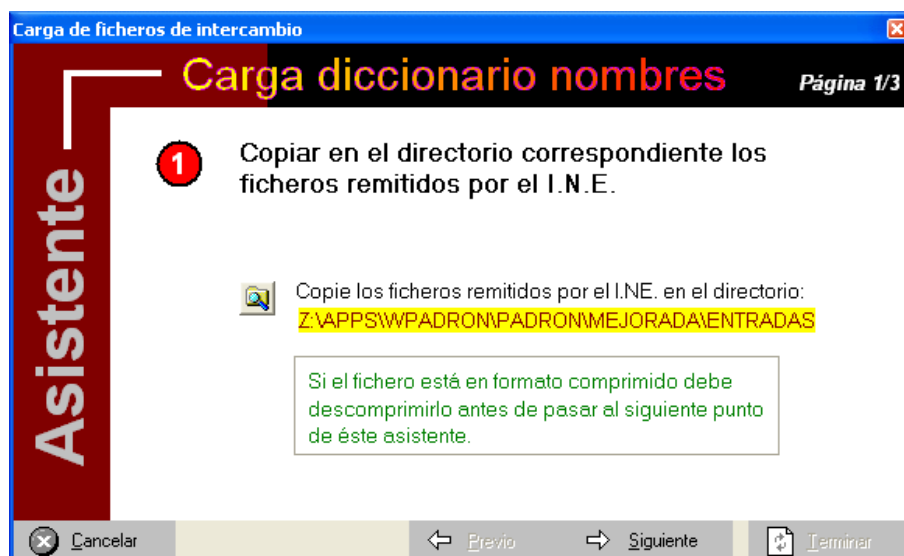 Carga de ficheros de intercambio
Carga diccionario nombres
Página 1/3
Asistente
1
Copiar en el directorio correspondiente los
ficheros remitidos por el I.N.E.
Copie los ficheros remitidos por el I.NE. en el directorio:
Z:\APPS\WPADRON\PADRON\MEJORADA\ENTRADAS
Si el fichero está en formato comprimido debe
descomprimirlo antes de pasar al siguiente punto
de éste asistente.
Cancelar
Previo
Siguiente
Terminar